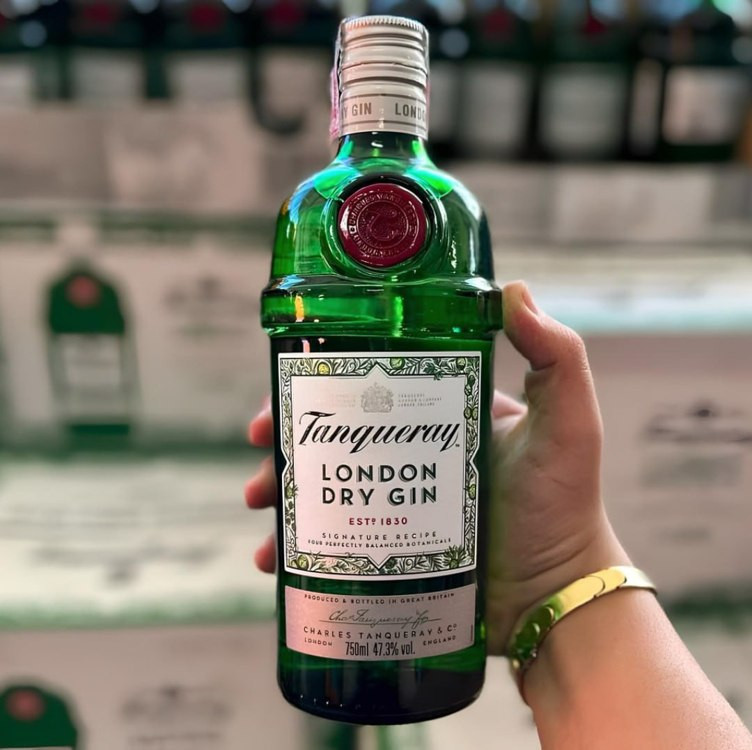 Y GIN LONDO
Tanqueray
LONDON
DRY GIN
ESTD 1830
SIGNATURE RECIPE
FOUR PERFECTLY BALANCED BOTANICALS
PRODUCED & BOTTLED IN GREAT BRITAIN
CHARLES TANQUERAY & Co
LONDON 750ml 47.3% vol. ENGLAND